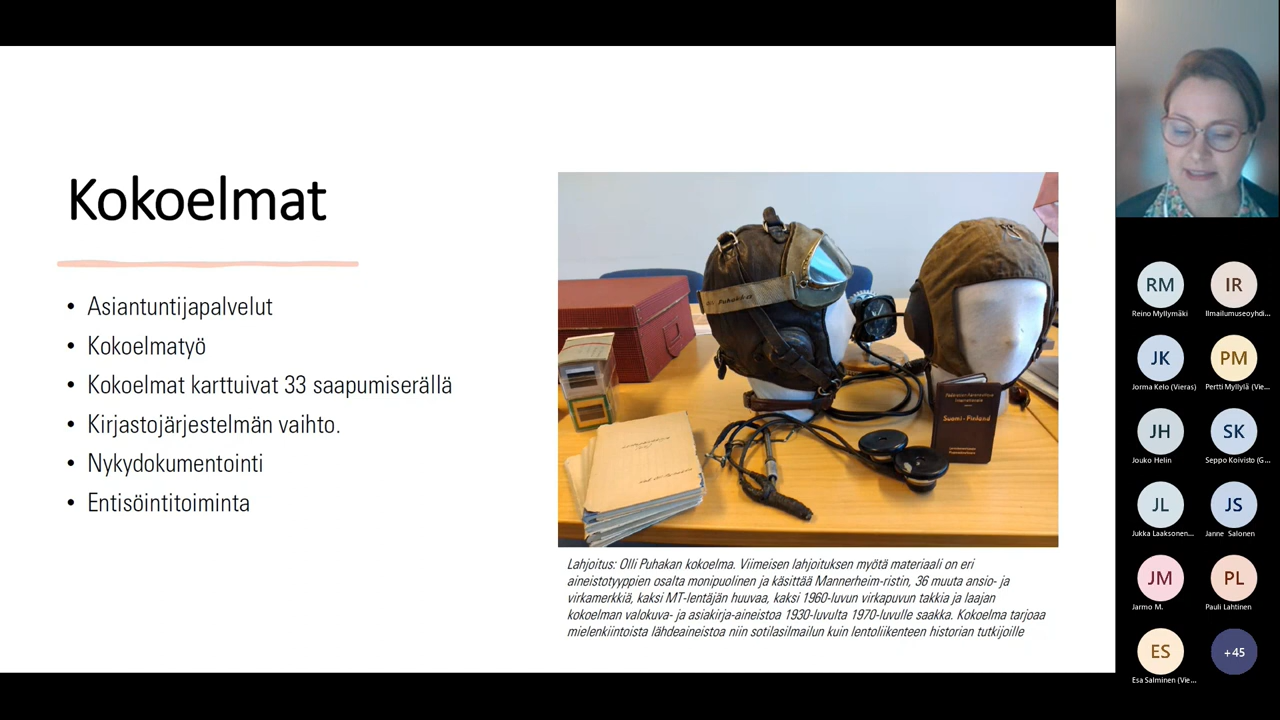 Kokoelmat
• Asiantuntijapalvelut
• Kokoelmatyö
• Kokoelmat karttuivat 33 saapumiserällä
• Kirjastojärjestelmän vaihto.
• Nykydokumentointi
• Entisöintitoiminta
Suomi-Finland
Lahjoitus: Olli Puhakan kokoelma. Viimeisen lahjoituksen myötä materiaali on eri
aineistotyyppien osalta monipuolinen ja käsittää Mannerheim-ristin, 36 muuta ansio- ja
virkamerkkiä, kaksi MT-lentäjän huuvaa, kaksi 1960-luvun virkapuvun takkia ja laajan
kokoelman valokuva- ja asiakirja-aineistoa 1930-luvulta 1970-luvulle saakka. Kokoelma tarjoaa
mielenkiintoista lähdeaineistoa niin sotilasilmailun kuin lentoliikenteen historian tutkijoille
RM
Reino Myllymäki
IR
Ilmailumuseoyhdi...
JK
Jorma Kelo (Vieras)
PM
Pertti Myllylä (Vie...
JH
Jouko Helin
SK
Seppo Koivisto (G...
JL
Jukka Laaksonen...
JS
Janne Salonen
JM
Jarmo M.
PL
Pauli Lahtinen
ES
Esa Salminen (Vie...
+45